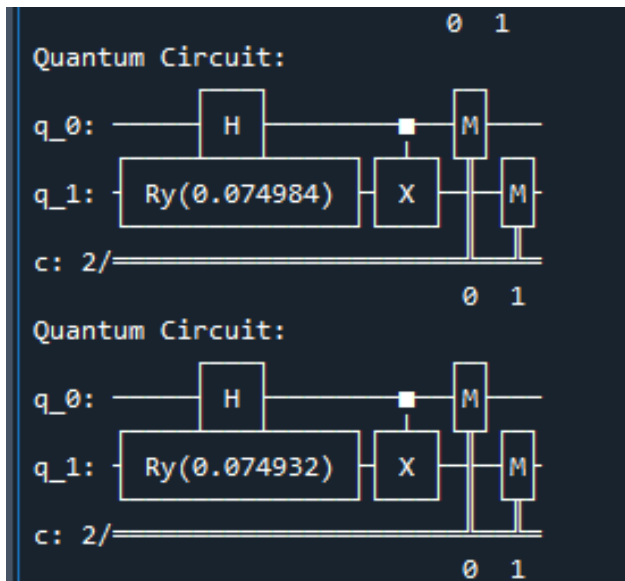 0 1
Quantum Circuit:
q_0: H M
q_1: Ry(0.074984) X M
c: 2/
0 1
Quantum Circuit:
q_0: H M
q_1: Ry(0.074932) X M
c: 2/
0 1